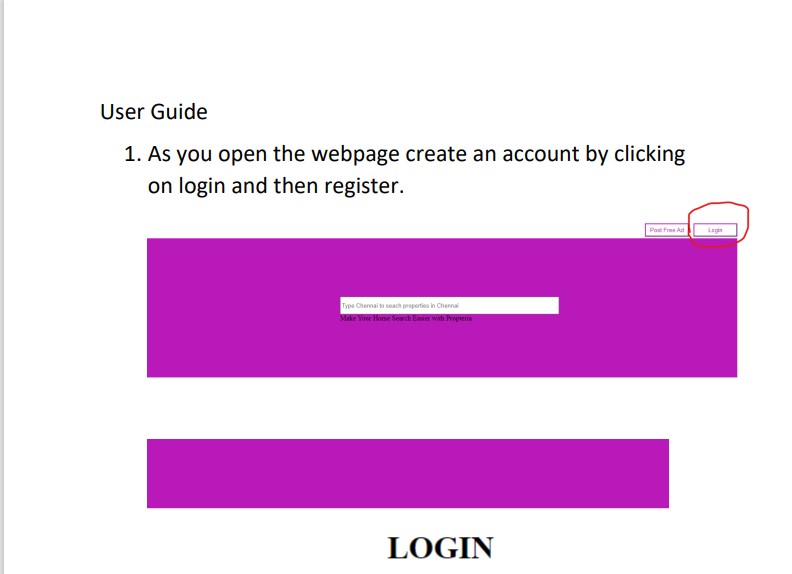 User Guide
1. As you open the webpage create an account by clicking
on login and then register.
Post Free Ad Login
Type Chennai to seach properties in Chennai
Make Your Home Search Easier with Propterra
LOGIN